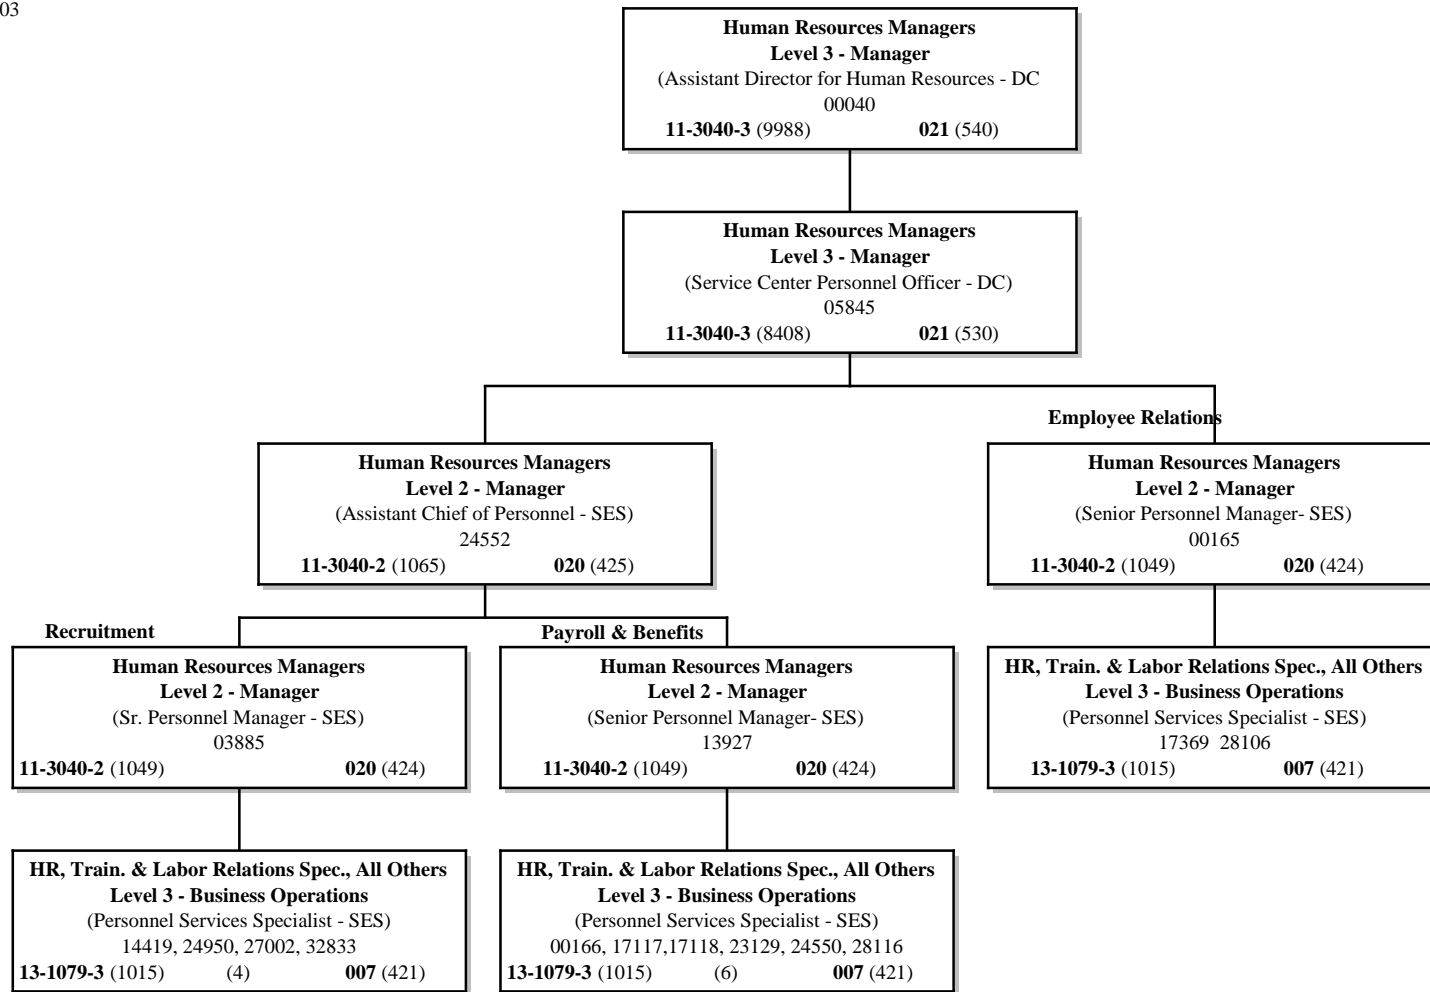 03
Human Resources Managers
Level 3 - Manager
(Assistant Director for Human Resources - DC
00040
11-3040-3 (9988) 021 (540)
Human Resources Managers
Level 3 - Manager
(Service Center Personnel Officer - DC)
05845
11-3040-3 (8408) 021 (530)
Human Resources Managers
Level 2 - Manager
(Assistant Chief of Personnel - SES)
24552
11-3040-2 (1065) 020 (425)
Employee Relations
Human Resources Managers
Level 2 - Manager
(Senior Personnel Manager- SES)
00165
11-3040-2 (1049) 020 (424)
Recruitment
Human Resources Managers
Level 2 - Manager
(Sr. Personnel Manager - SES)
03885
11-3040-2 (1049) 020 (424)
Payroll & Benefits
Human Resources Managers
Level 2 - Manager
(Senior Personnel Manager- SES)
13927
11-3040-2 (1049) 020 (424)
HR, Train. & Labor Relations Spec., All Others
Level 3 - Business Operations
(Personnel Services Specialist - SES)
17369 28106
13-1079-3 (1015) 007 (421)
HR, Train. & Labor Relations Spec., All Others
Level 3 - Business Operations
(Personnel Services Specialist - SES)
14419, 24950, 27002, 32833
13-1079-3 (1015) (4) 007 (421)
HR, Train. & Labor Relations Spec., All Others
Level 3 - Business Operations
(Personnel Services Specialist - SES)
00166, 17117,17118, 23129, 24550, 28116
13-1079-3 (1015) (6) 007 (421)